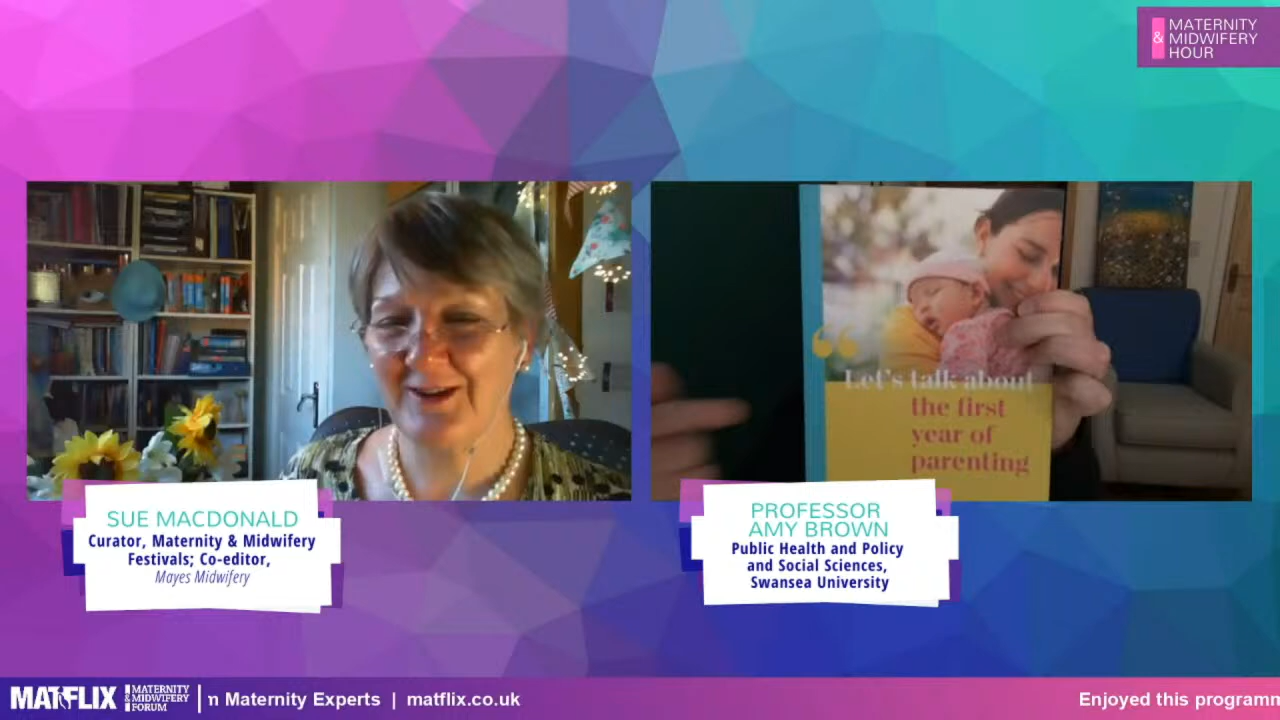 MATERNITY
& MIDWIFERY
HOUR
Let's talk about
the first
year of
parenting
SUE MACDONALD
Curator, Maternity & Midwifery
Festivals; Co-editor,
Mayes Midwifery
PROFESSOR
AMY BROWN
Public Health and Policy
and Social Sciences,
Swansea University
MATFLIX
MATERNITY
& MIDWIFERY
FORUM
n Maternity Experts | matflix.co.uk
Enjoyed this programm